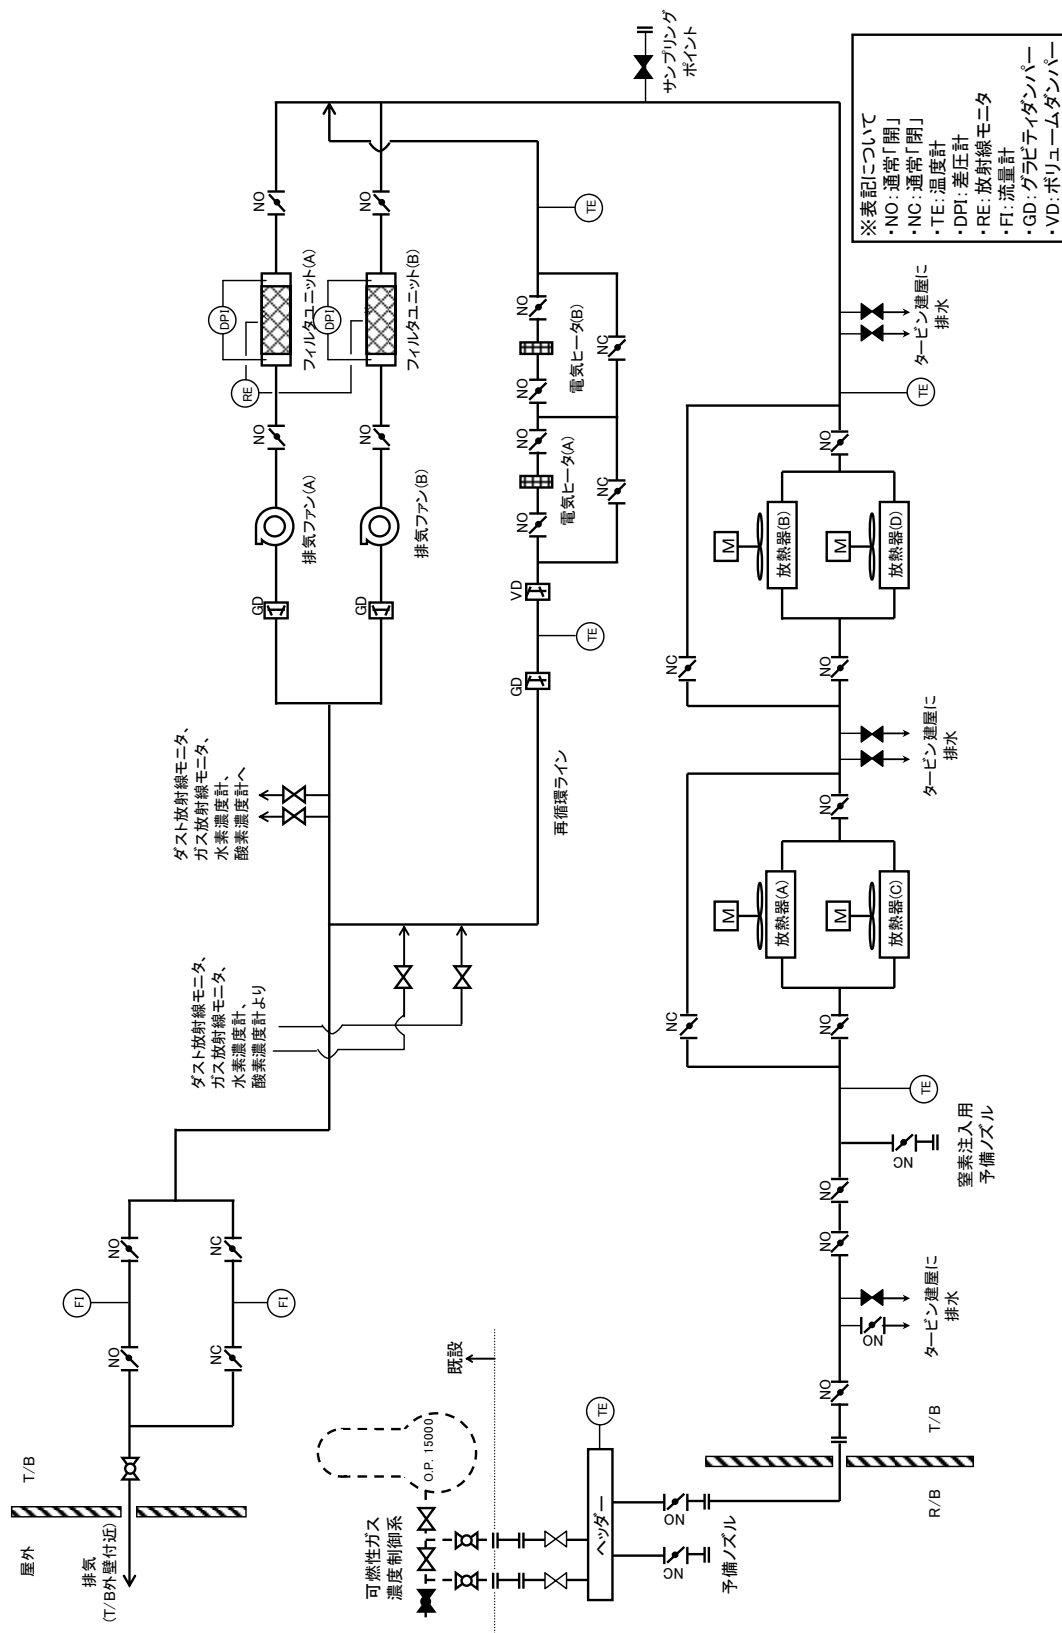 屋外
T/B
排気
(T/B外壁付近)
NO
NO
FI
NC
NC
FI
ダスト放射線モニタ、
ガス放射線モニタ、
水素濃度計、
酸素濃度計より
ダスト放射線モニタ、
ガス放射線モニタ、
水素濃度計、
酸素濃度計へ
GD
排気ファン(A)
NO
RE
DPI
フィルタユニット(A)
NO
GD
排気ファン(B)
NO
DPI
フィルタユニット(B)
NO
サンプリング
ポイント
再循環ライン
GD
TE
VD
NO
電気ヒータ(A)
NO
NC
NO
電気ヒータ(B)
NO
NC
TE
可燃性ガス
濃度制御系
O.P. 15000
既設
ヘッダー
TE
NC
NO
予備ノズル
R/B
T/B
NO
NO
タービン建屋に
排水
NO
NO
NC
窒素注入用
予備ノズル
TE
NC
NO
M
放熱器(A)
M
放熱器(C)
NO
タービン建屋に
排水
NC
NO
M
放熱器(B)
M
放熱器(D)
NO
TE
タービン建屋に
排水
※表記について
・NO：通常「開」
・NC：通常「閉」
・TE：温度計
・DPI：差圧計
・RE：放射線モニタ
・FI：流量計
・GD：グラビティダンパー
・VD：ボリュームダンパー